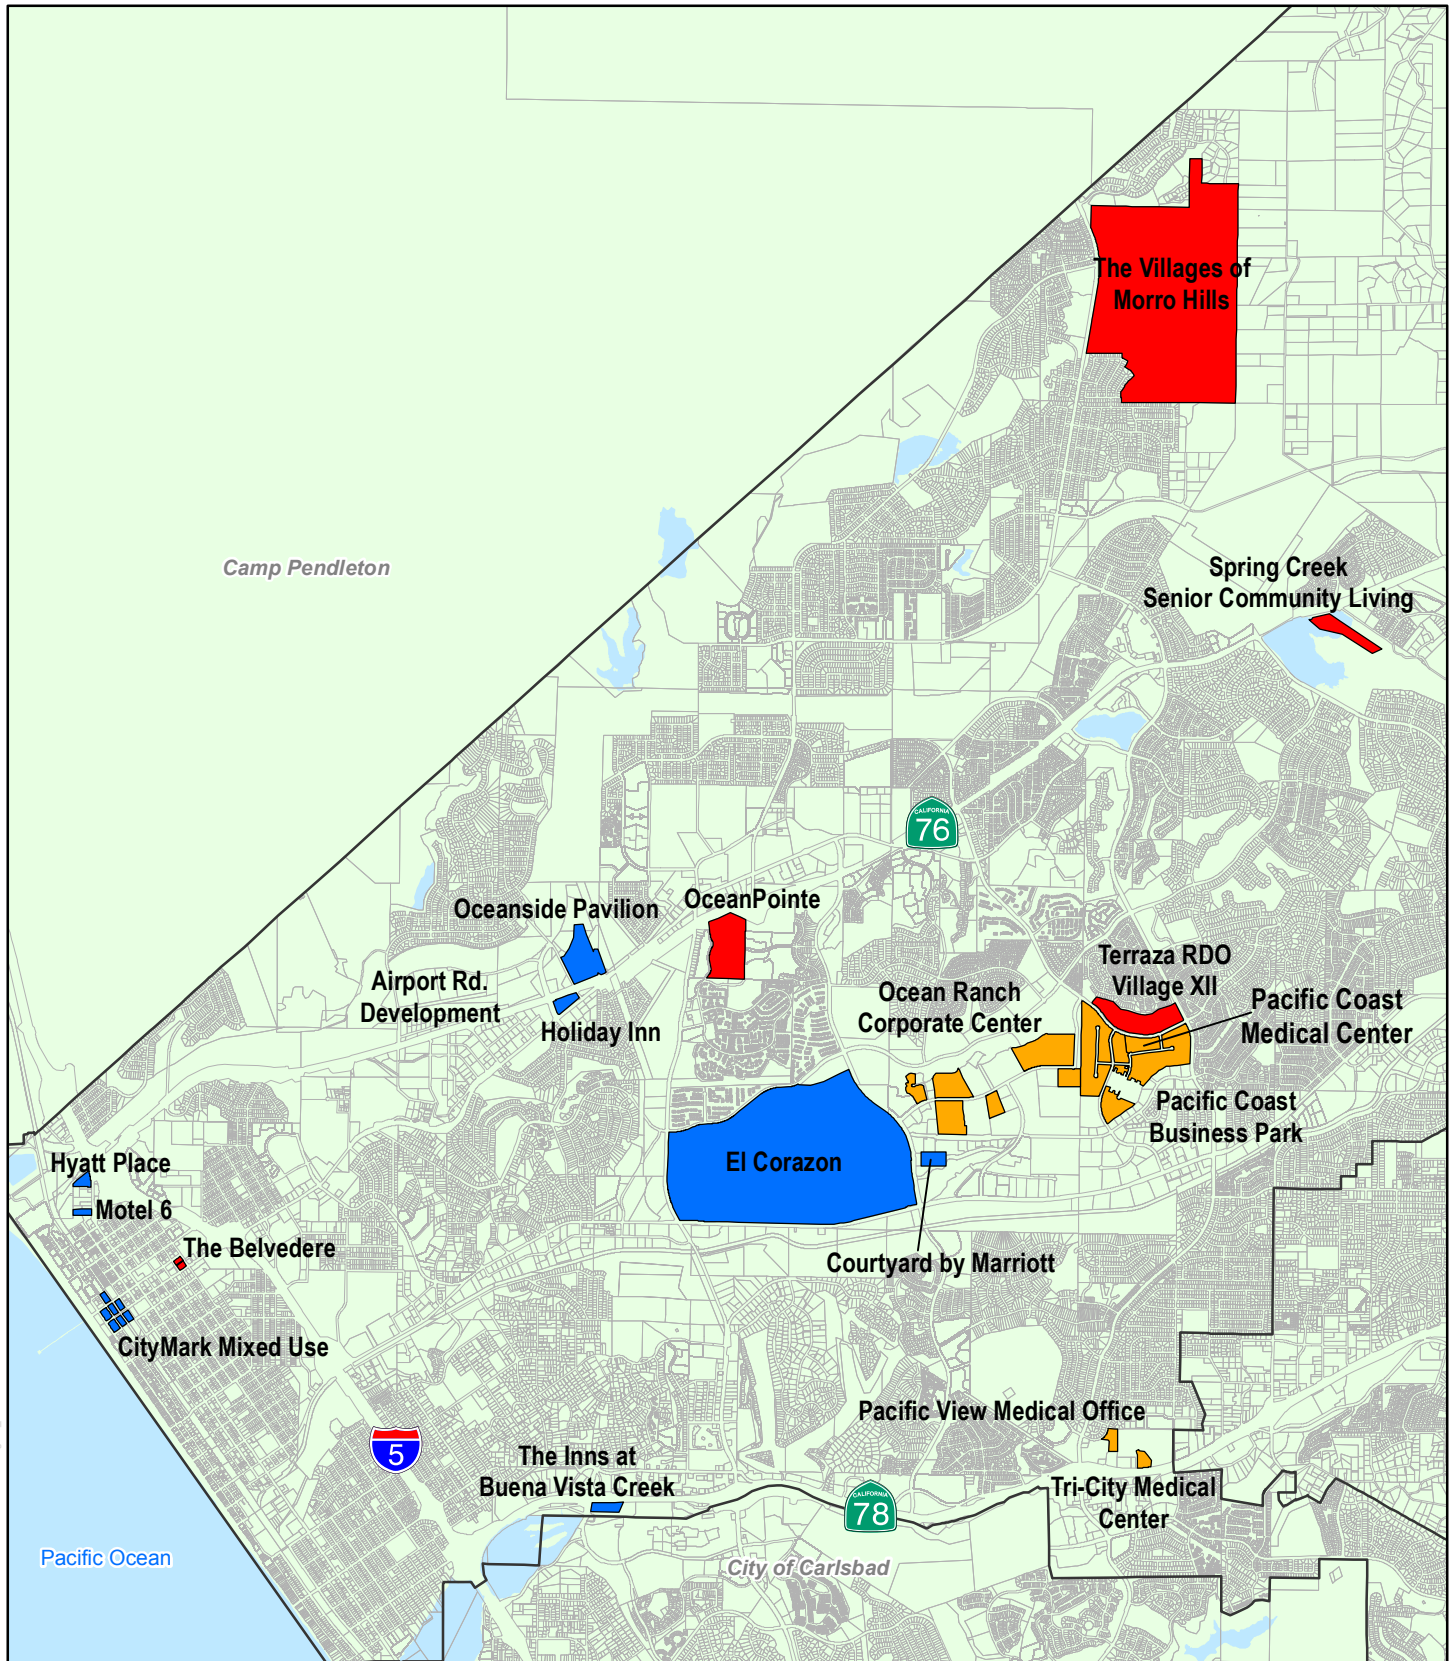 The Villages of
Morro Hills
Camp Pendleton
Spring Creek
Senior Community Living
CALIFORNIA
76
OceanPointe
Oceanside Pavilion
Terraza RDO
Village XII
Airport Rd.
Development
Ocean Ranch
Corporate Center
Pacific Coast
Medical Center
Holiday Inn
Pacific Coast
Business Park
Hyatt Place
El Corazon
Motel 6
The Belvedere
Courtyard by Marriott
CityMark Mixed Use
Pacific View Medical Office
5
The Inns at
Buena Vista Creek
CALIFORNIA
78
Tri-City Medical
Center
Pacific Ocean
City of Carlsbad